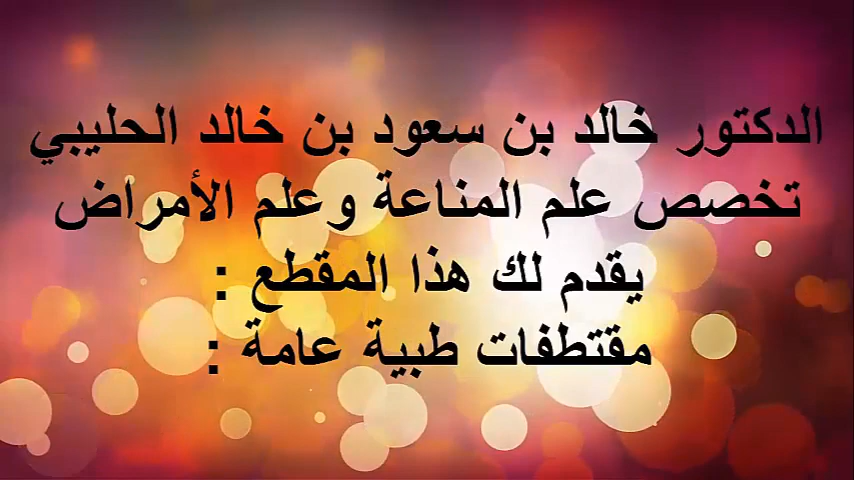 الدكتور خالد بن سعود بن خالد الحليبي
تخصص علم المناعة وعلم الأمراض
يقدم لك هذا المقطع :
مقتطفات طبية عامة :